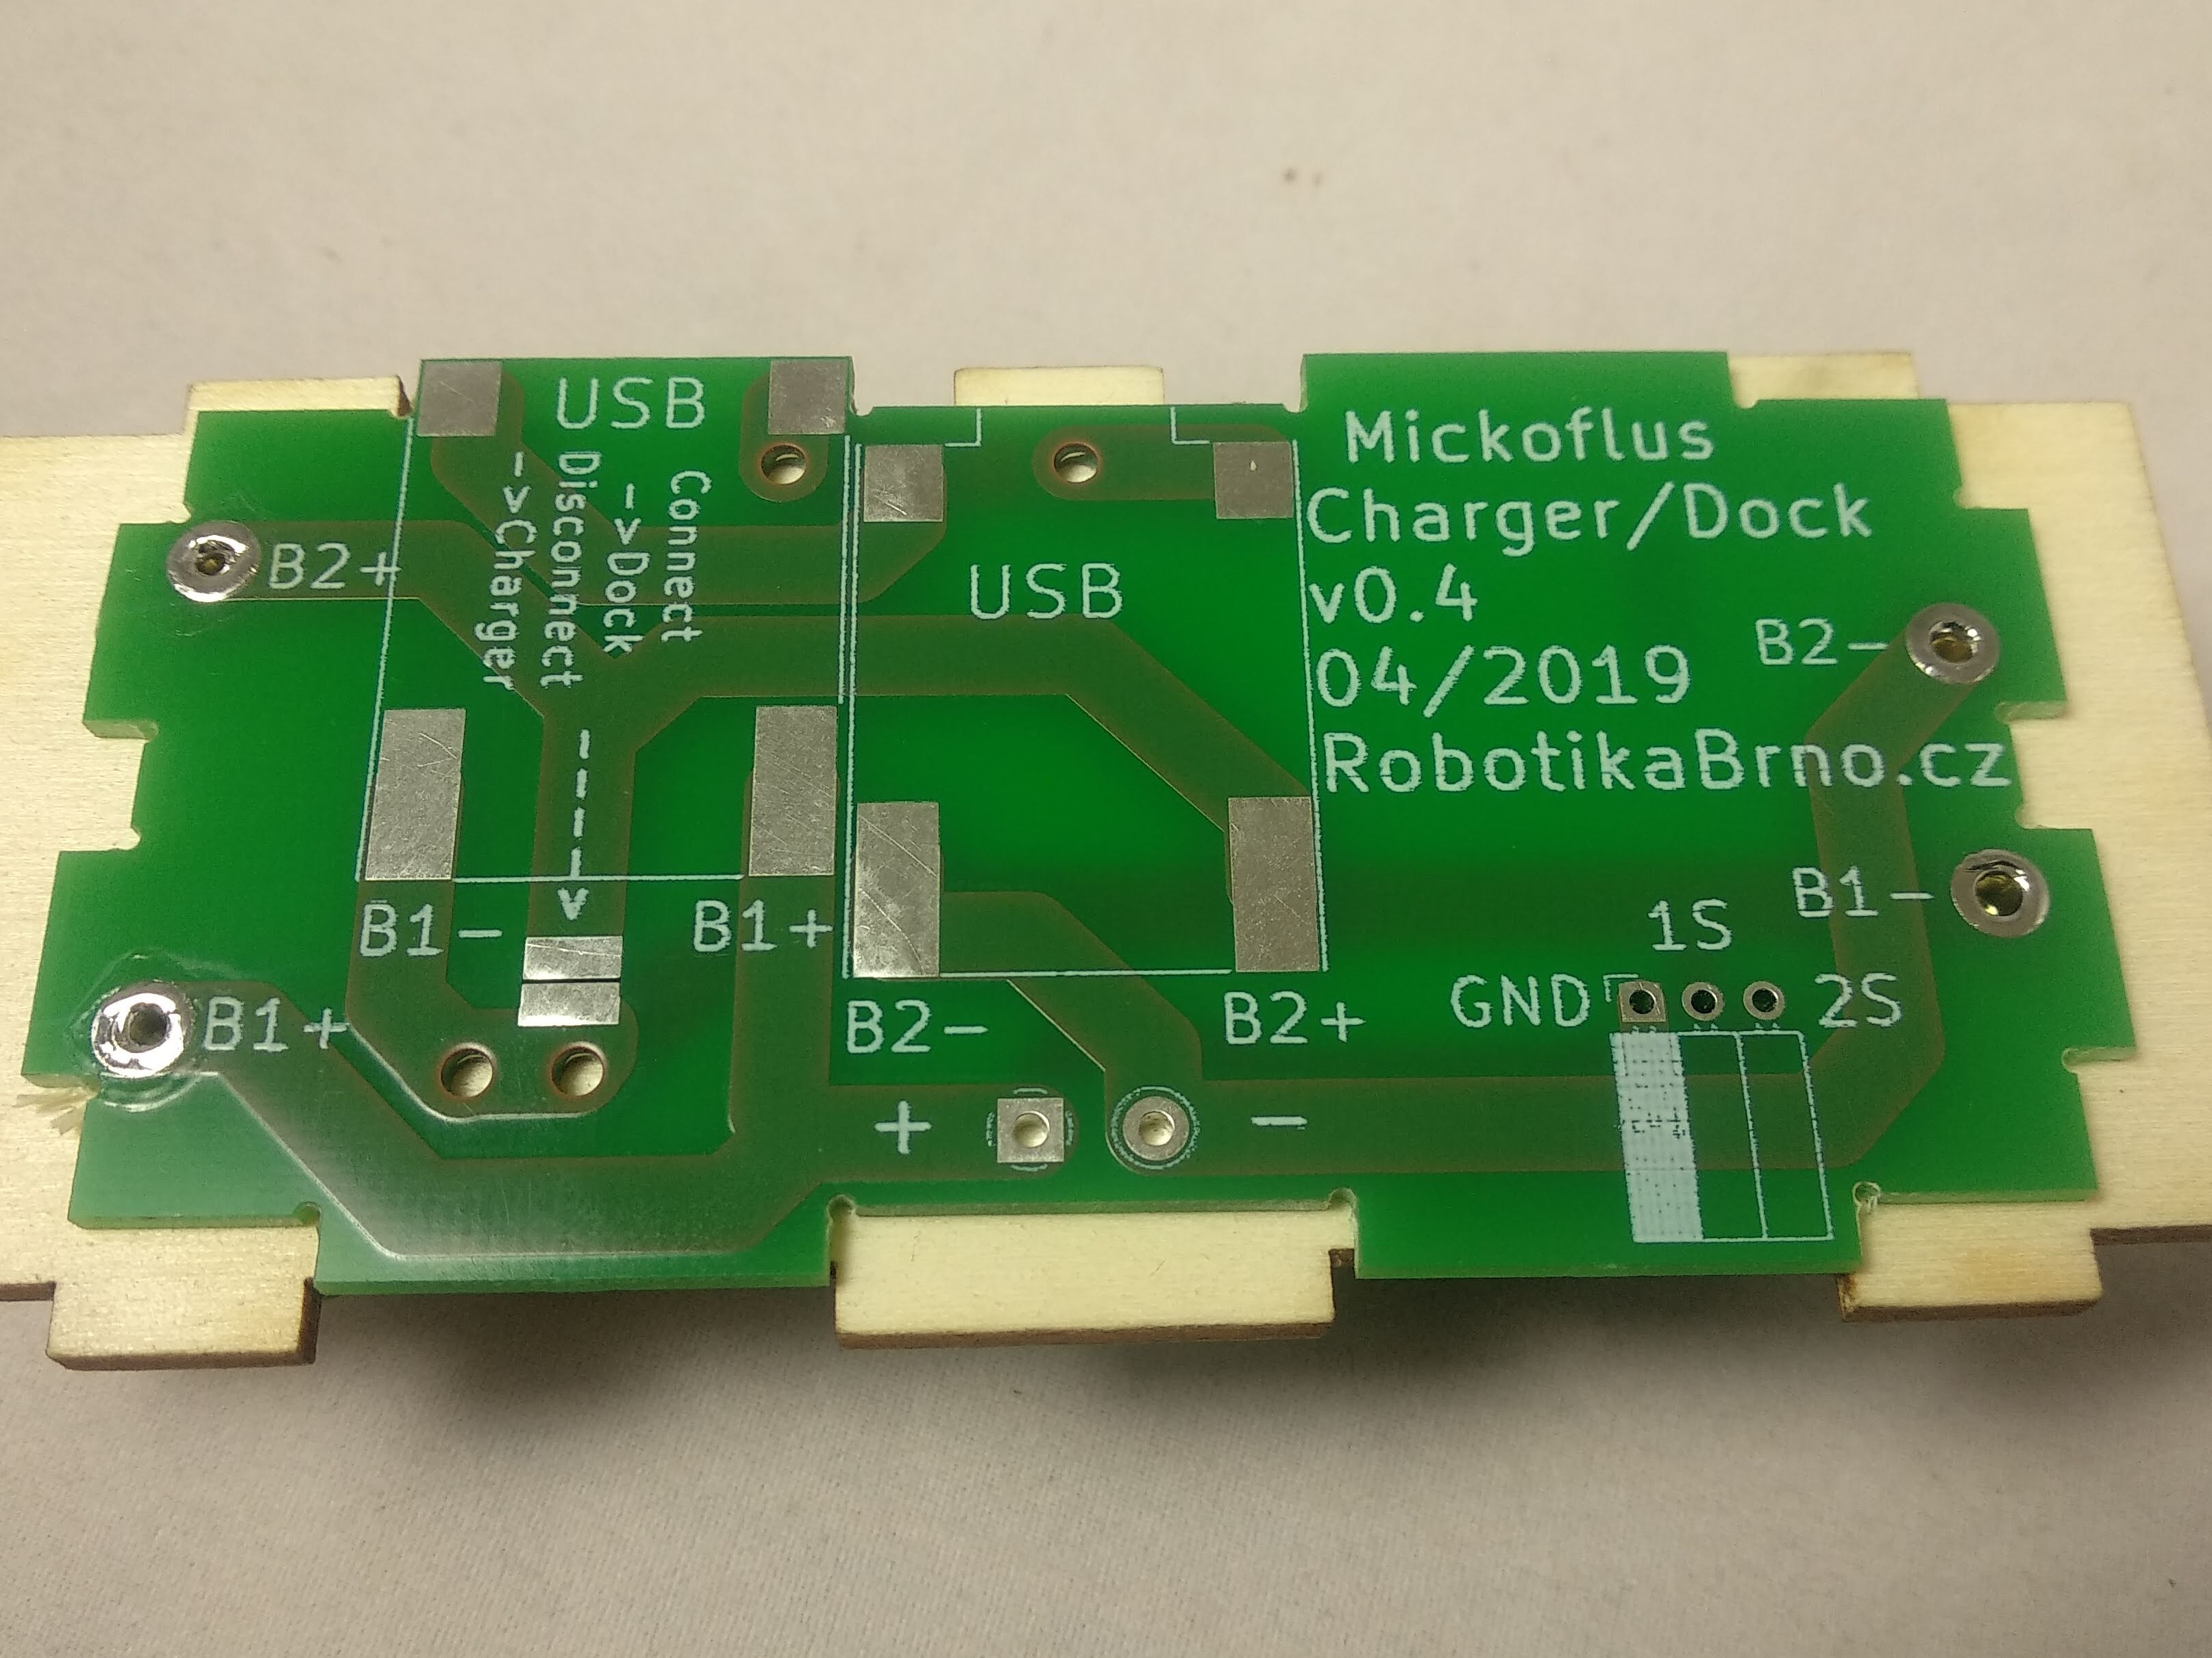 USB
Connect
->Dock
Disconnect
->Charger
---->
B2+
B1-
B1+
B1+
USB
B2-
B2+
+
-
Mickoflus
Charger/Dock
v0.4
04/2019
RobotikaBrno.cz
B2-
B1-
1S
GND
2S